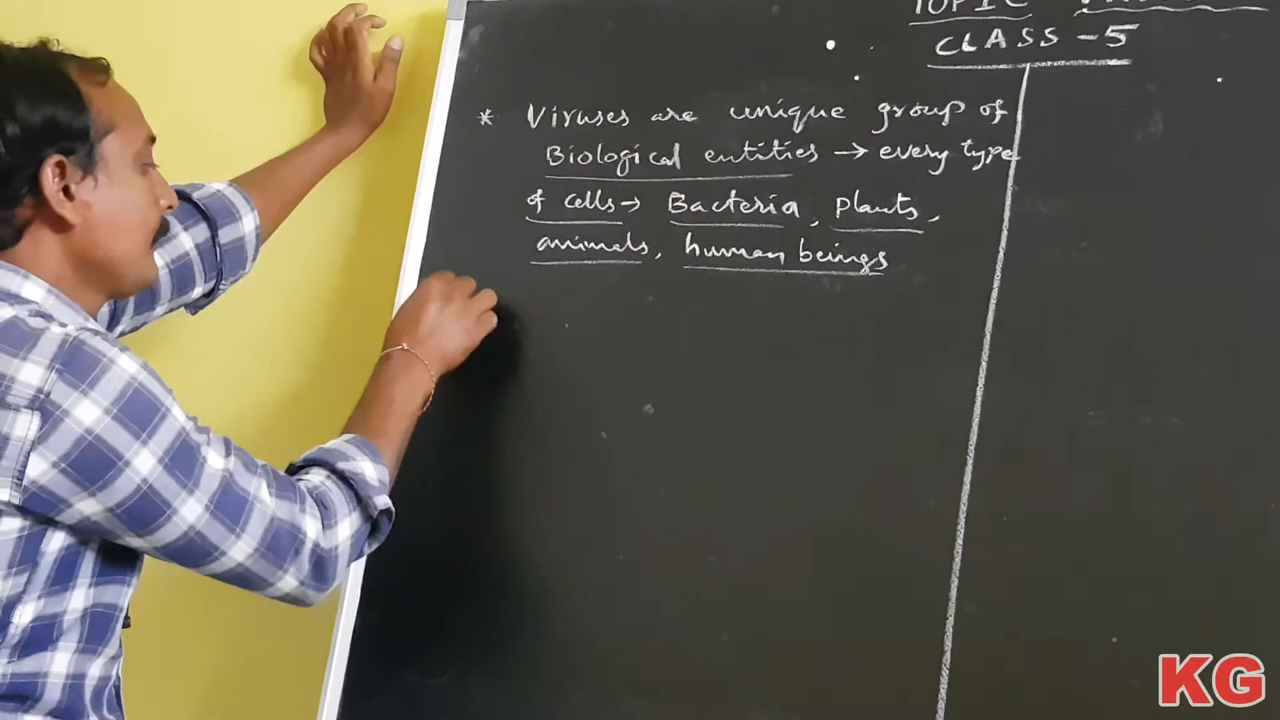 TOPIC
CLASS - 5
* Viruses are unique group of
Biological entities → every type
of cells → Bacteria, Plants,
animals, human beings
KG